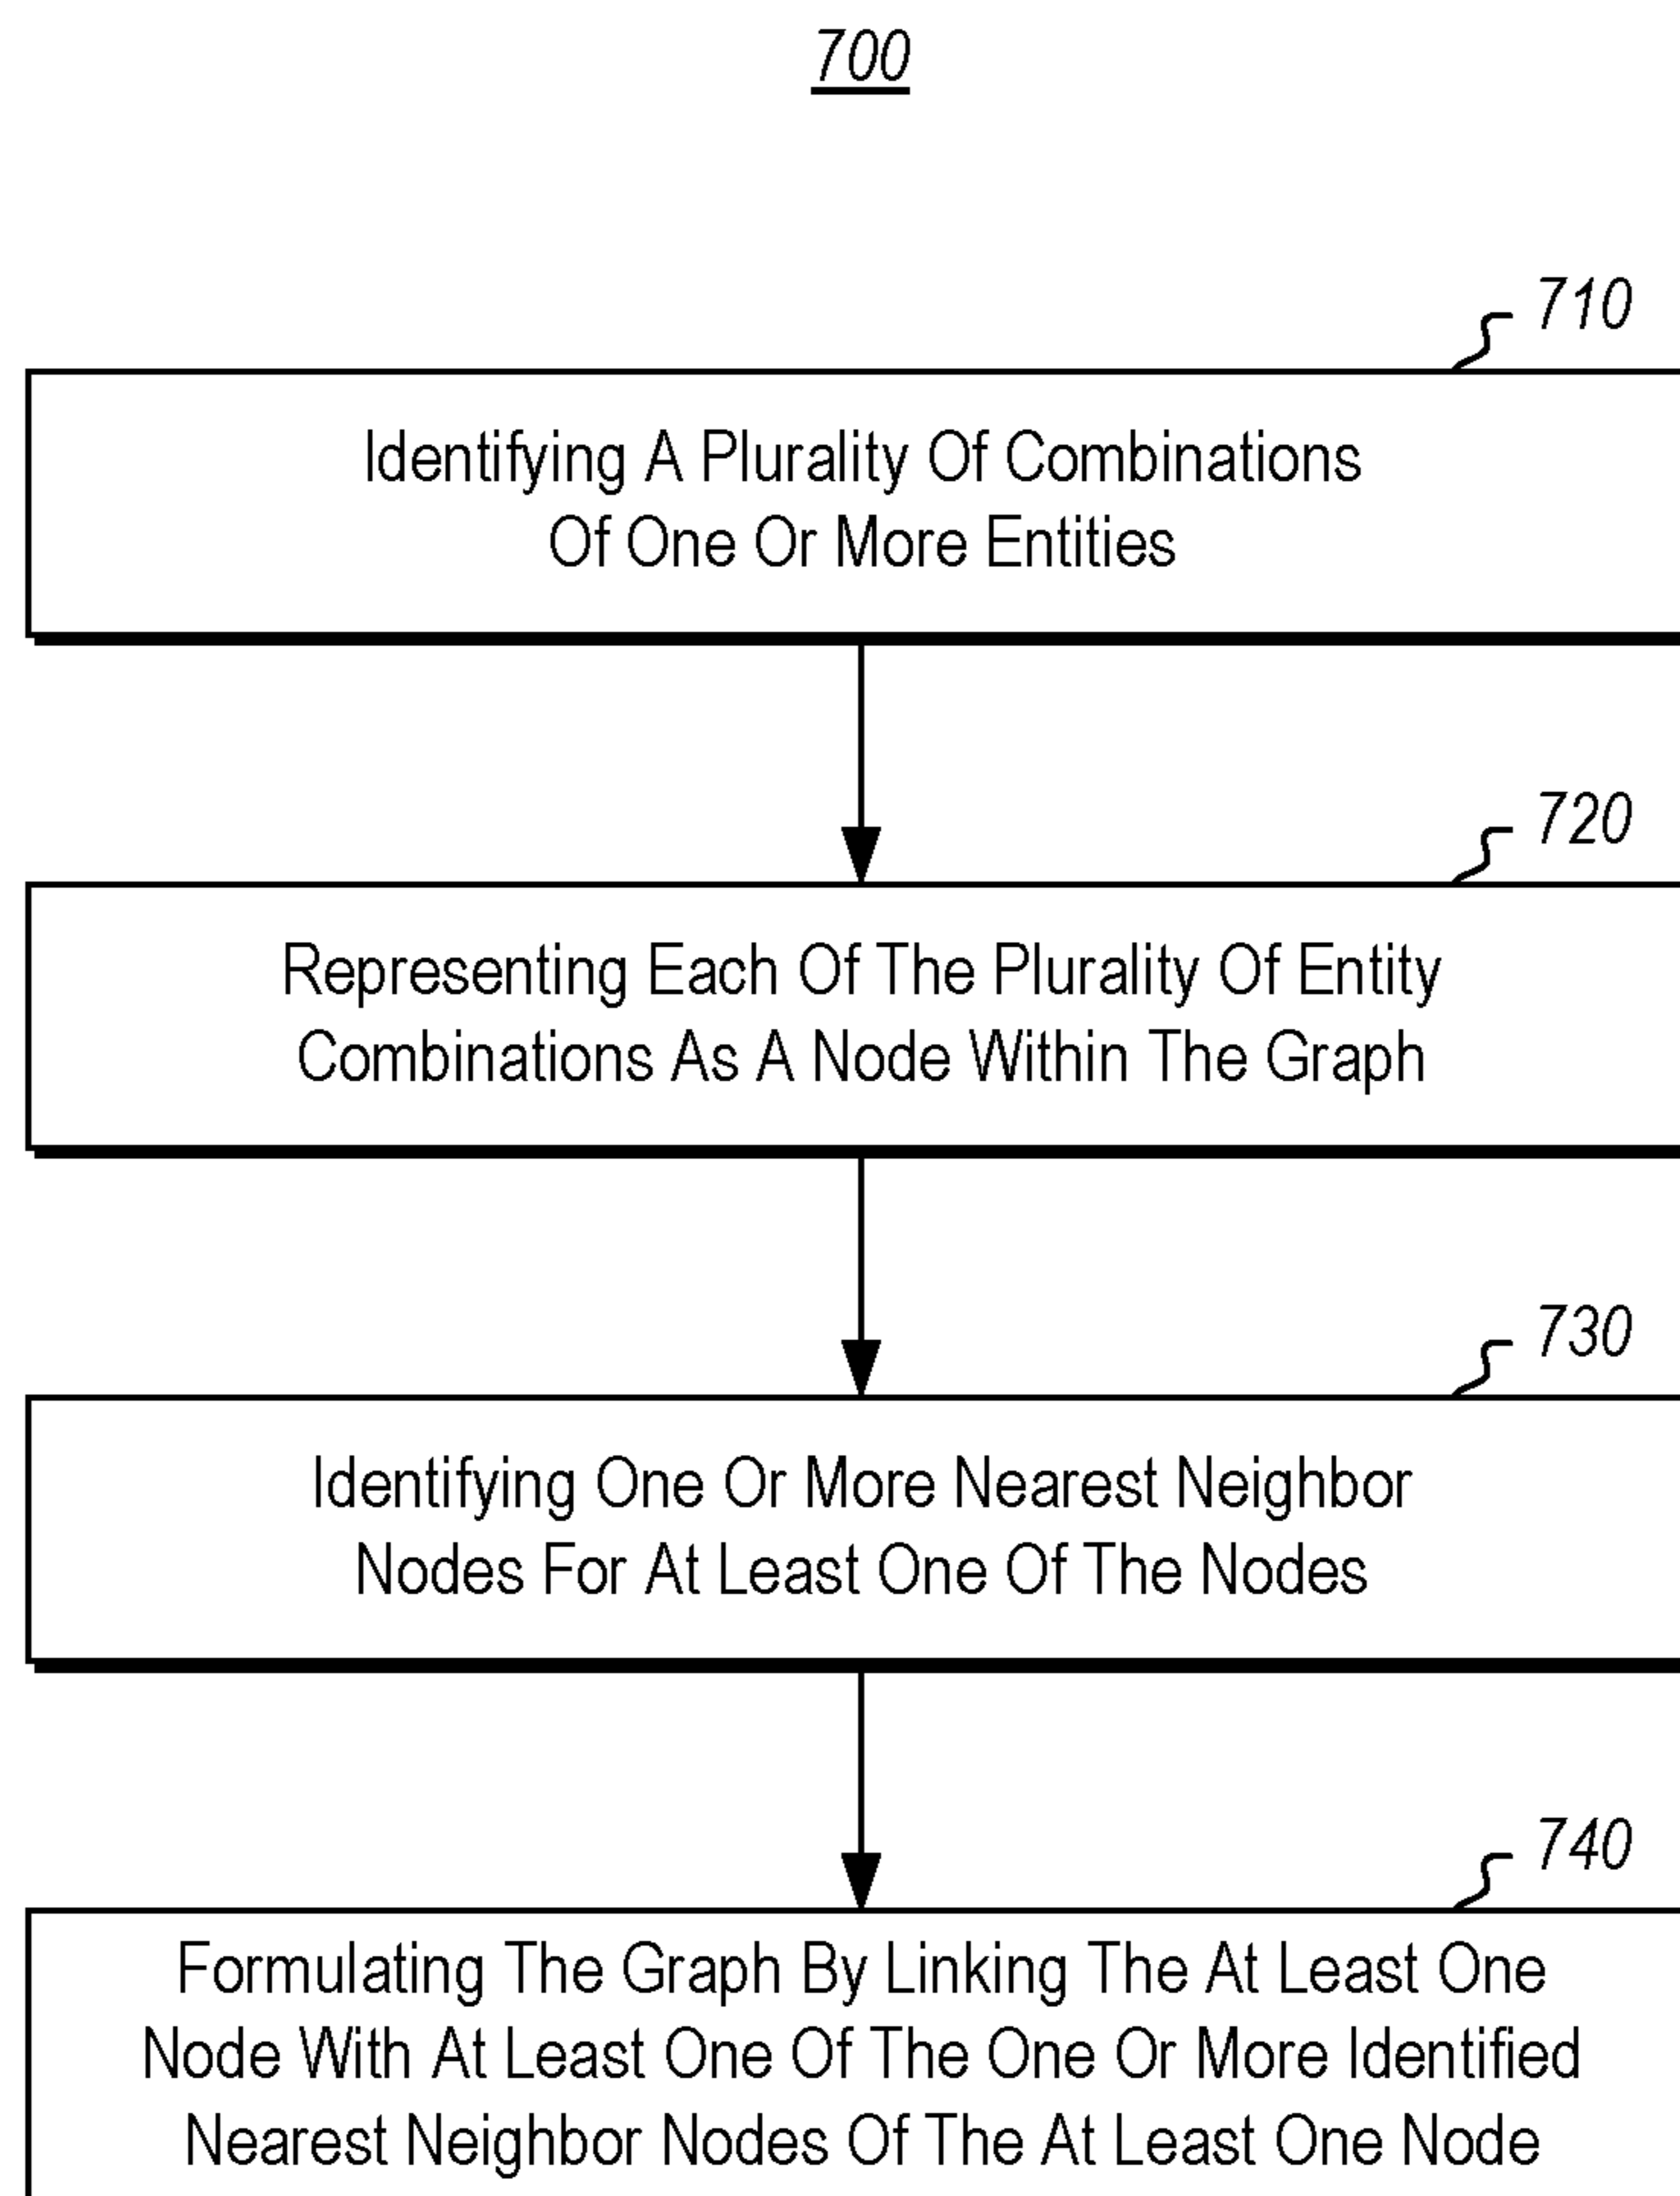 700
710
Identifying A Plurality Of Combinations
Of One Or More Entities
720
Representing Each Of The Plurality Of Entity
Combinations As A Node Within The Graph
730
Identifying One Or More Nearest Neighbor
Nodes For At Least One Of The Nodes
740
Formulating The Graph By Linking The At Least One
Node With At Least One Of The One Or More Identified
Nearest Neighbor Nodes Of The At Least One Node